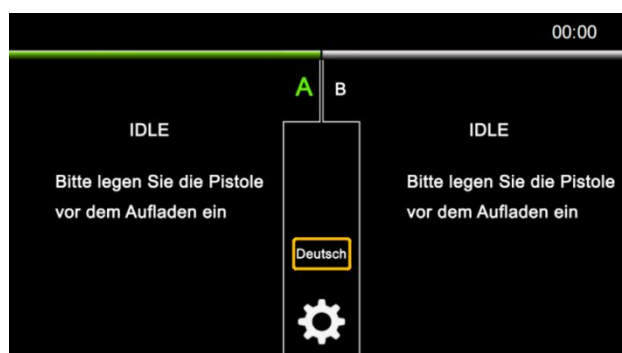 00:00
A
B
IDLE
Bitte legen Sie die Pistole
vor dem Aufladen ein
IDLE
Bitte legen Sie die Pistole
vor dem Aufladen ein
Deutsch